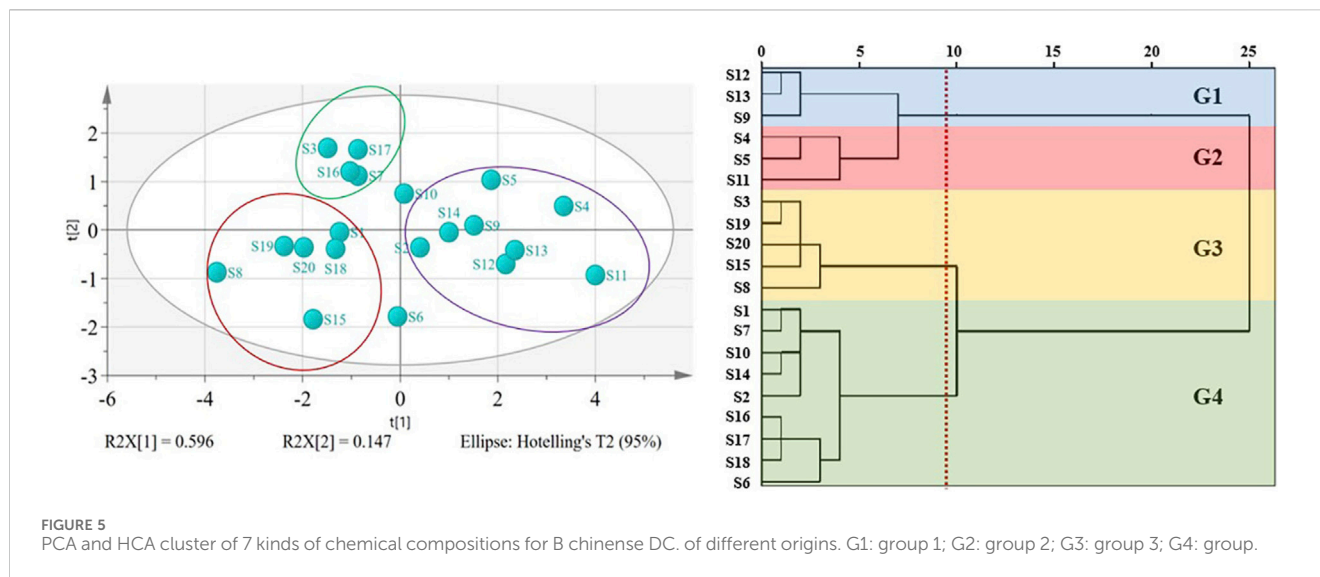 0 5 10 15 20 25
S12
S13
S9
S4
S5
S11
S3
S19
S20
S15
S8
S1
S7
S10
S14
S2
S16
S17
S18
S6
G1
G2
G3
G4
t[2]
2
1
0
-1
-2
-3
S3 S17
S16 S7
S10 S5
S4
S14 S9
S1
S19 S20 S18
S2
S13
S12
S8
S11
S15
S6
-6 -4 -2 0 2 4
t[1]
R2X[1] = 0.596 R2X[2] = 0.147 Ellipse: Hotelling's T2 (95%)
FIGURE 5
PCA and HCA cluster of 7 kinds of chemical compositions for B chinense DC. of different origins. G1: group 1; G2: group 2; G3: group 3; G4: group.